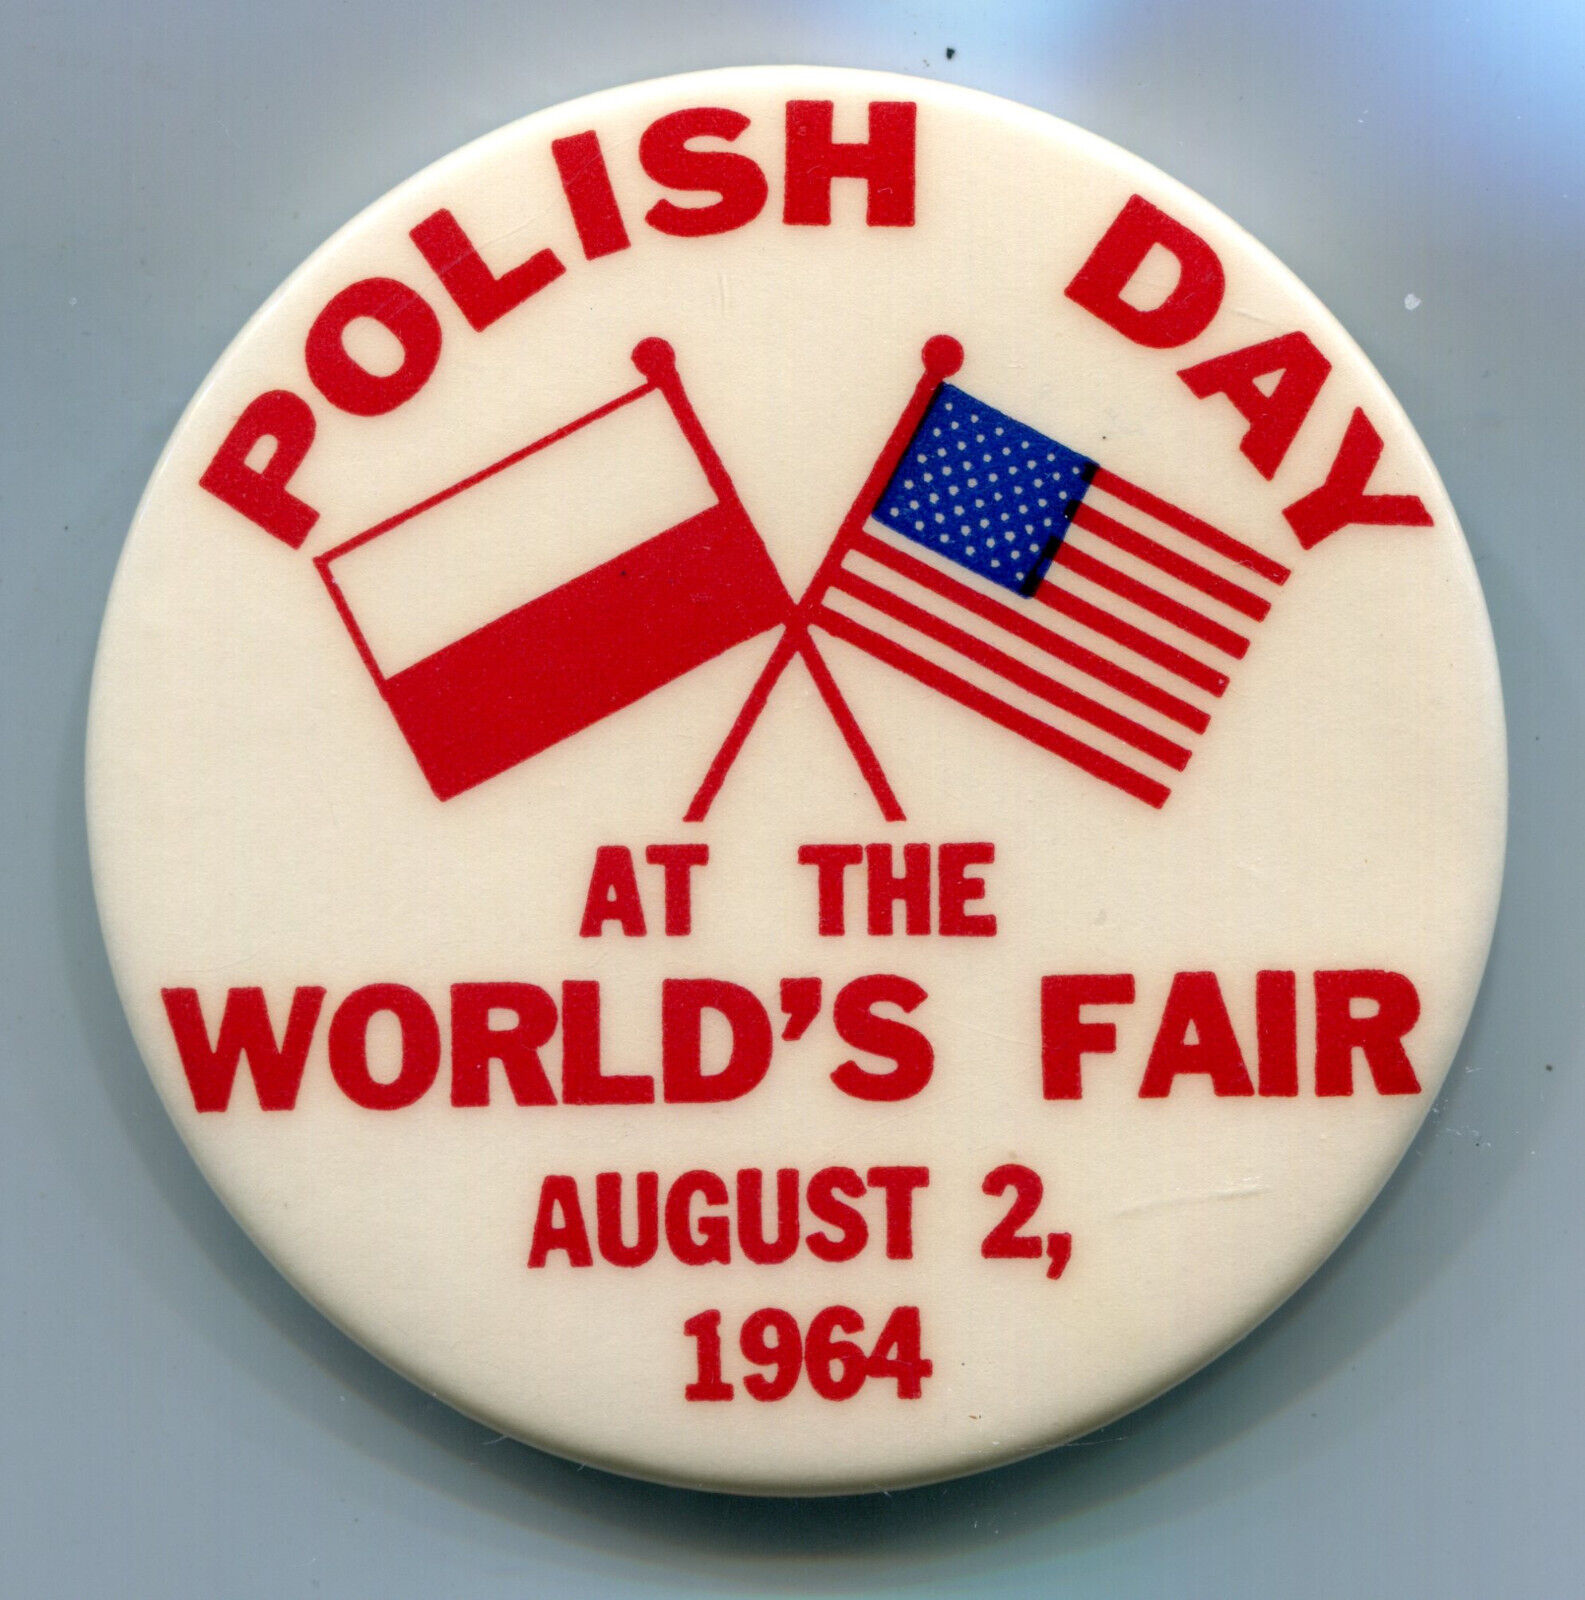 POLISH DAY
AT THE
WORLD'S FAIR
AUGUST 2,
1964